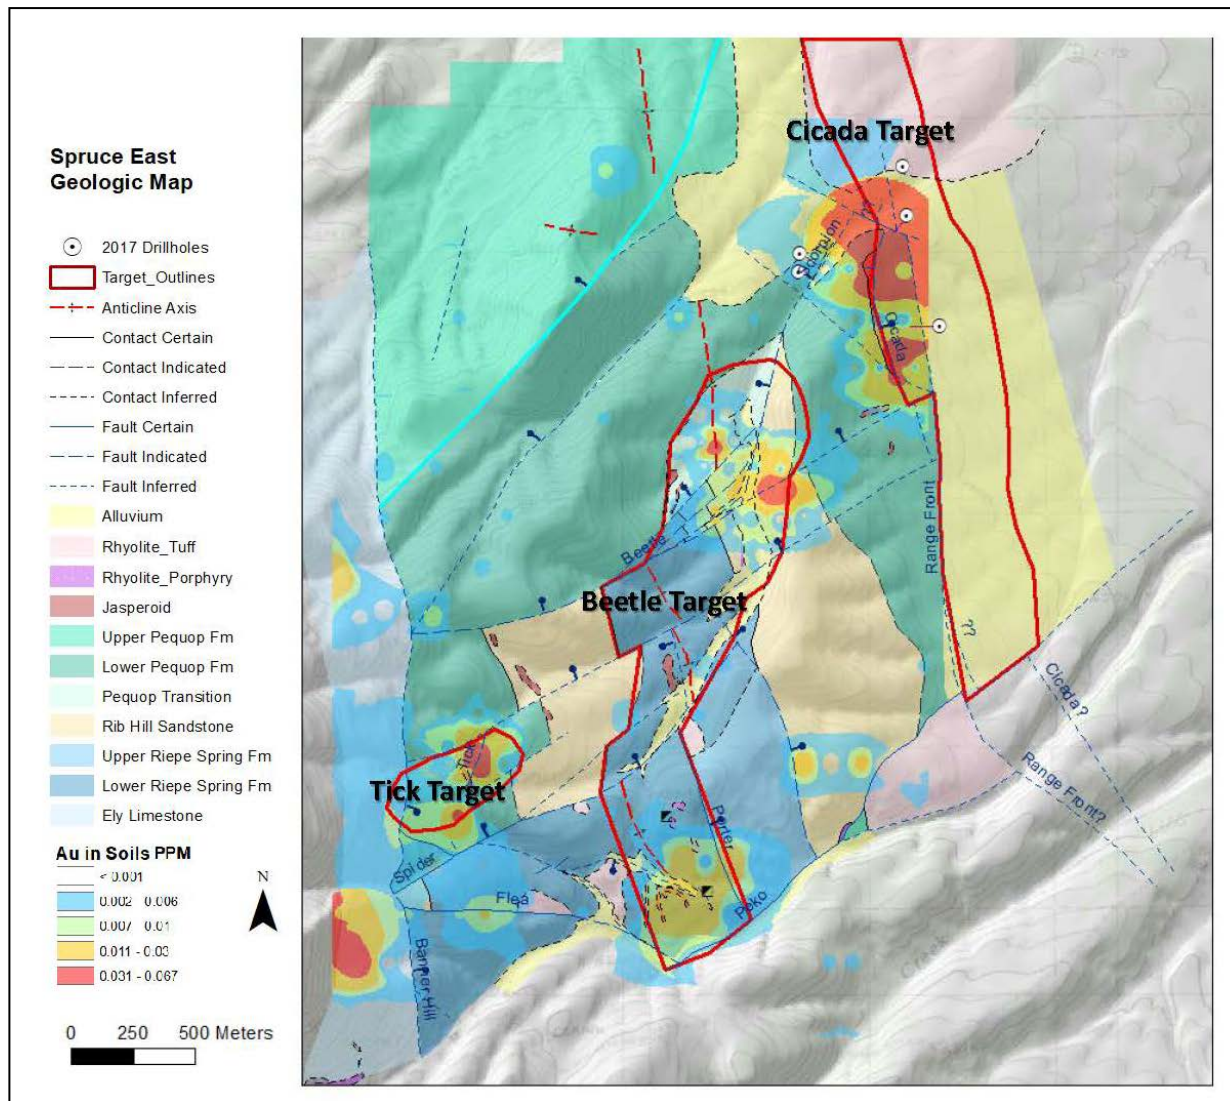 Spruce East
Geologic Map
2017 Drillholes
Target_Outlines
Anticline Axis
Contact Certain
Contact Indicated
Contact Inferred
Fault Certain
Fault Indicated
Fault Inferred
Alluvium
Rhyolite_Tuff
Rhyolite_Porphyry
Jasperoid
Upper Pequop Fm
Lower Pequop Fm
Pequop Transition
Rib Hill Sandstone
Upper Riepe Spring Fm
Lower Riepe Spring Fm
Ely Limestone
Au in Soils PPM
< 0.001
0.002 - 0.006
0.007 - 0.01
0.011 - 0.03
0.031 - 0.067
N
0 250 500 Meters
Cicada Target
Scorpion
Cicada
Range Front
Beetle
Beetle Target
??
Cicada?
Range Front?
Tick
Tick Target
Porter
Spider
Flea
Poko
Banner Hill
Creek